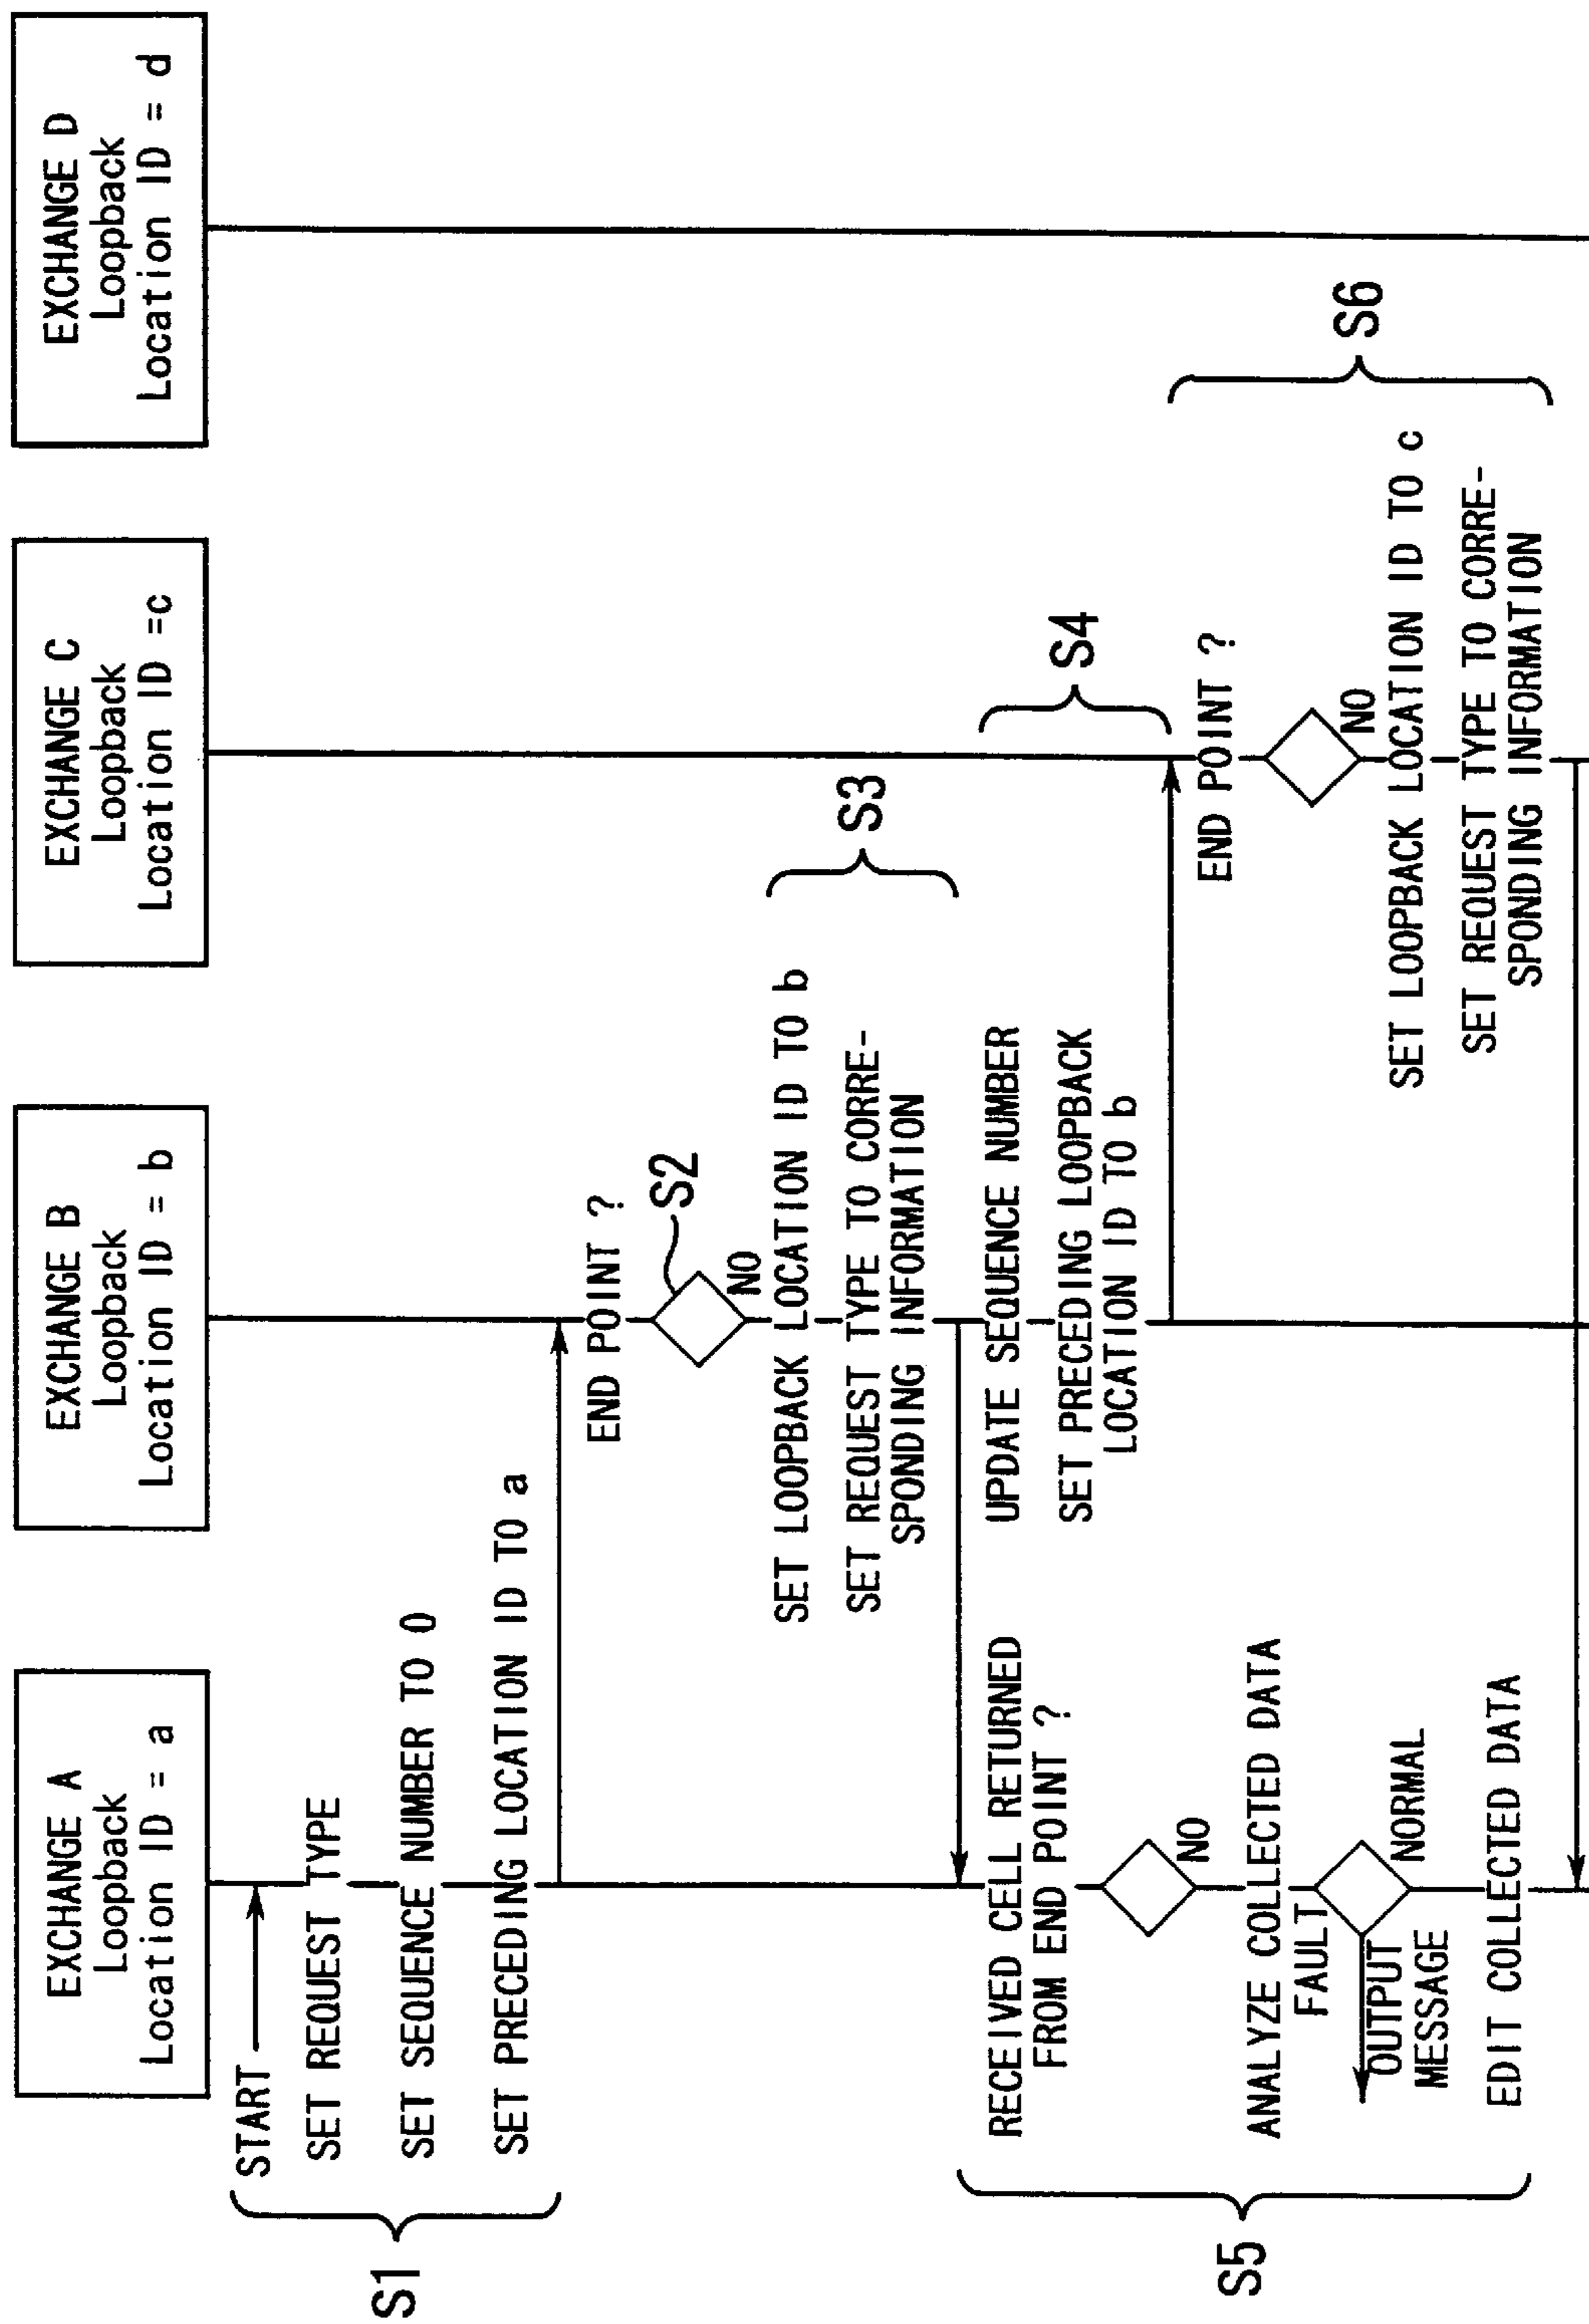 EXCHANGE A
Loopback
Location ID = a
EXCHANGE B
Loopback
Location ID = b
EXCHANGE C
Loopback
Location ID =c
EXCHANGE D
Loopback
Location ID = d
START
SET REQUEST TYPE
SET SEQUENCE NUMBER TO 0
SET PRECEDING LOCATION ID TO a
S1
END POINT ?
S2
NO
SET LOOPBACK LOCATION ID TO b
SET REQUEST TYPE TO CORRE-
SPONDING INFORMATION
S3
UPDATE SEQUENCE NUMBER
SET PRECEDING LOOPBACK
LOCATION ID TO b
S4
RECEIVED CELL RETURNED
FROM END POINT ?
NO
ANALYZE COLLECTED DATA
FAULT
NORMAL
OUTPUT
MESSAGE
EDIT COLLECTED DATA
S5
END POINT ?
NO
SET LOOPBACK LOCATION ID TO c
SET REQUEST TYPE TO CORRE-
SPONDING INFORMATION
S6